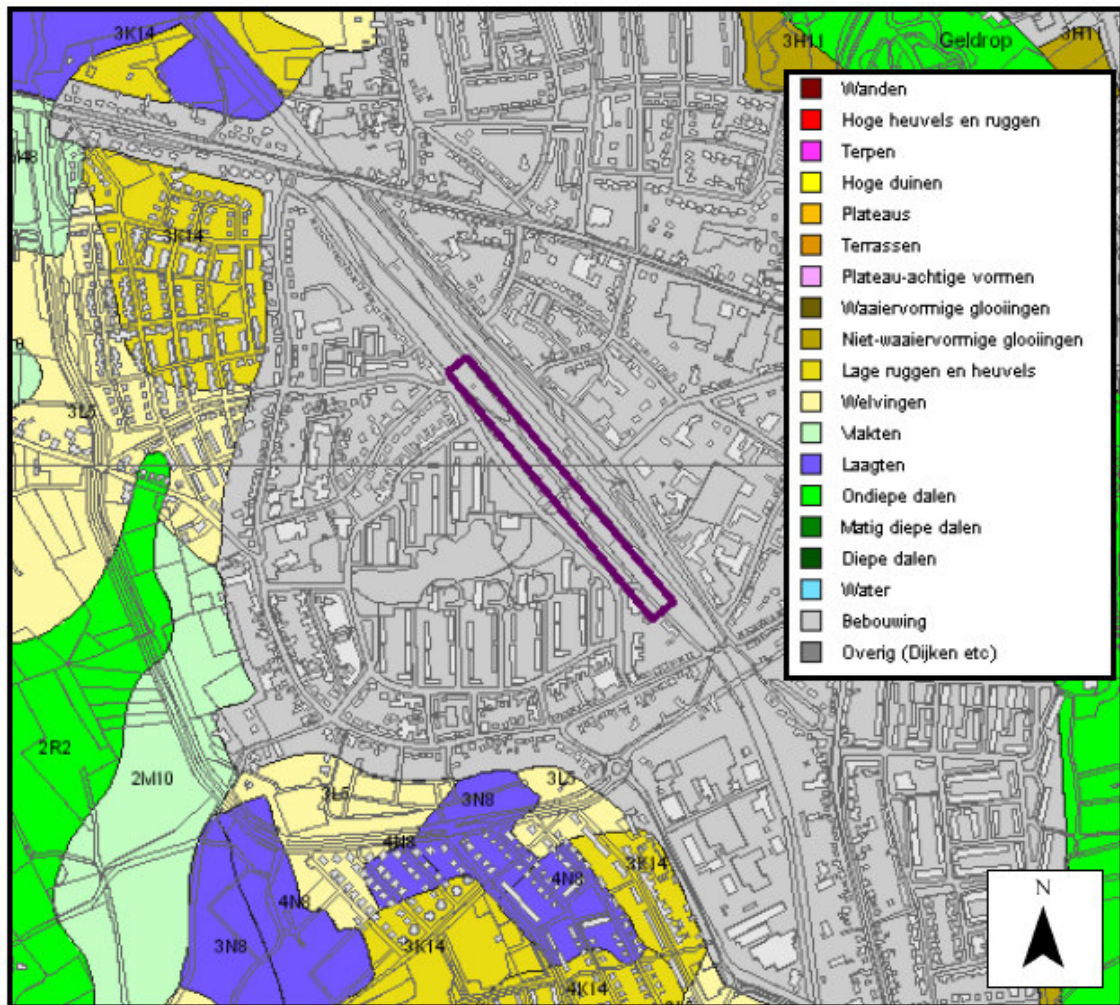 3K14
3H11
Geldrop
3H11
3K14
3L5
2R2
2M10
3L5
3N8
3L5
4N8
3K14
4N8
4N8
3N8
3K14
4K14
Wanden
Hoge heuvels en ruggen
Terpen
Hoge duinen
Plateaus
Terrassen
Plateau-achtige vormen
Waaiervormige glooiingen
Niet-waaiervormige glooiingen
Lage ruggen en heuvels
Welvingen
Vlakten
Laagten
Ondiepe dalen
Matig diepe dalen
Diepe dalen
Water
Bebouwing
Overig (Dijken etc)
N